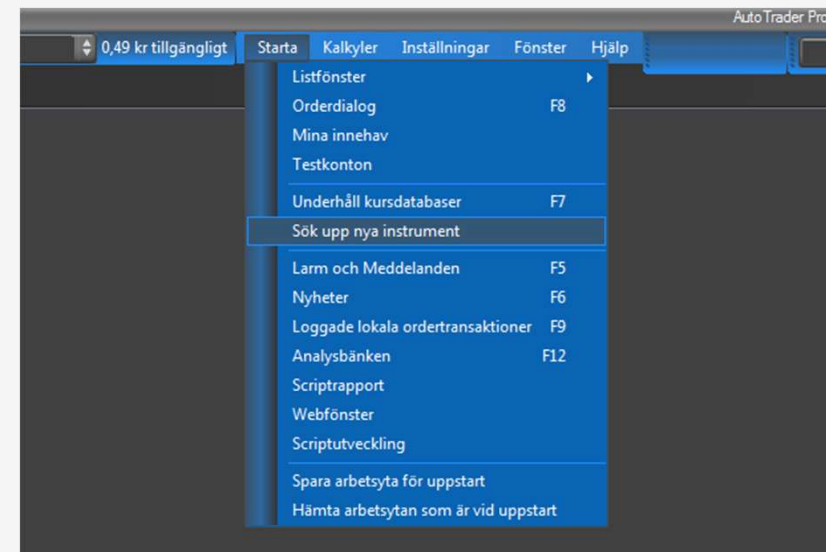 AutoTrader Pro
0,49 kr tillgängligt Starta Kalkyler Inställningar Fönster Hjälp
Listfönster
Orderdialog F8
Mina innehav
Testkonton
Underhåll kursdatabaser F7
Sök upp nya instrument
Larm och Meddelanden F5
Nyheter F6
Loggade lokala ordertransaktioner F9
Analysbänken F12
Scriptrapport
Webfönster
Scriptutveckling
Spara arbetsyta för uppstart
Hämta arbetsytan som är vid uppstart